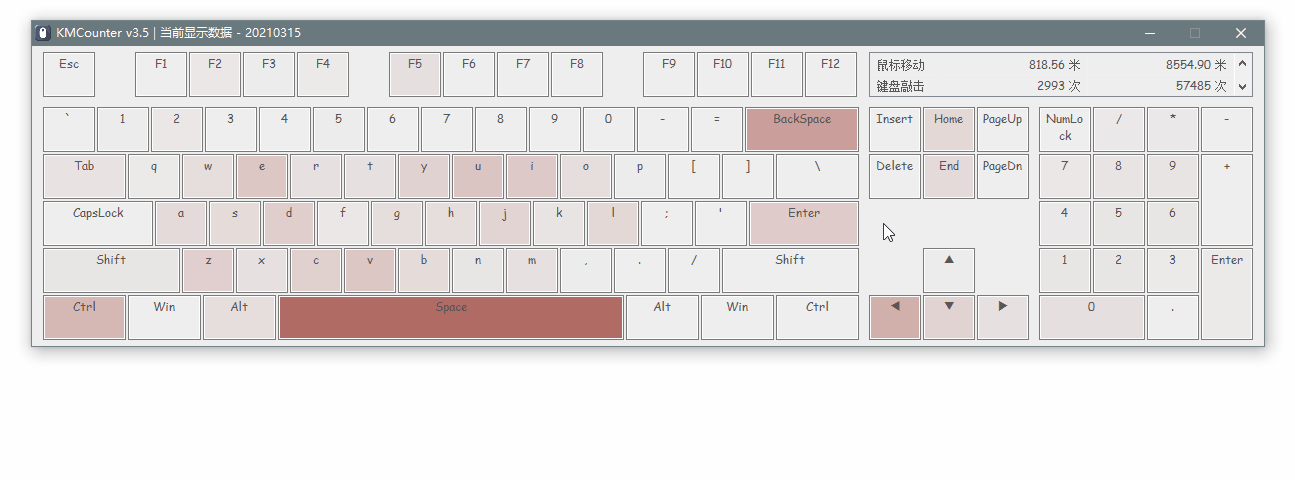 KMCounter v3.5 | 当前显示数据 - 20210315
Esc F1 F2 F3 F4 F5 F6 F7 F8 F9 F10 F11 F12
鼠标移动 818.56 米 8554.90 米
键盘敲击 2993 次 57485 次
` 1 2 3 4 5 6 7 8 9 0 - = BackSpace Insert Home PageUp NumLo / * -
ck
Tab q w e r t y u i o p [ ] \ Delete End PageDn 7 8 9 +
CapsLock a s d f g h j k l ; ' Enter 4 5 6
Shift z x c v b n m , . / Shift ▲ 1 2 3 Enter
Ctrl Win Alt Space Alt Win Ctrl ◀ ▼ ▶ 0 .